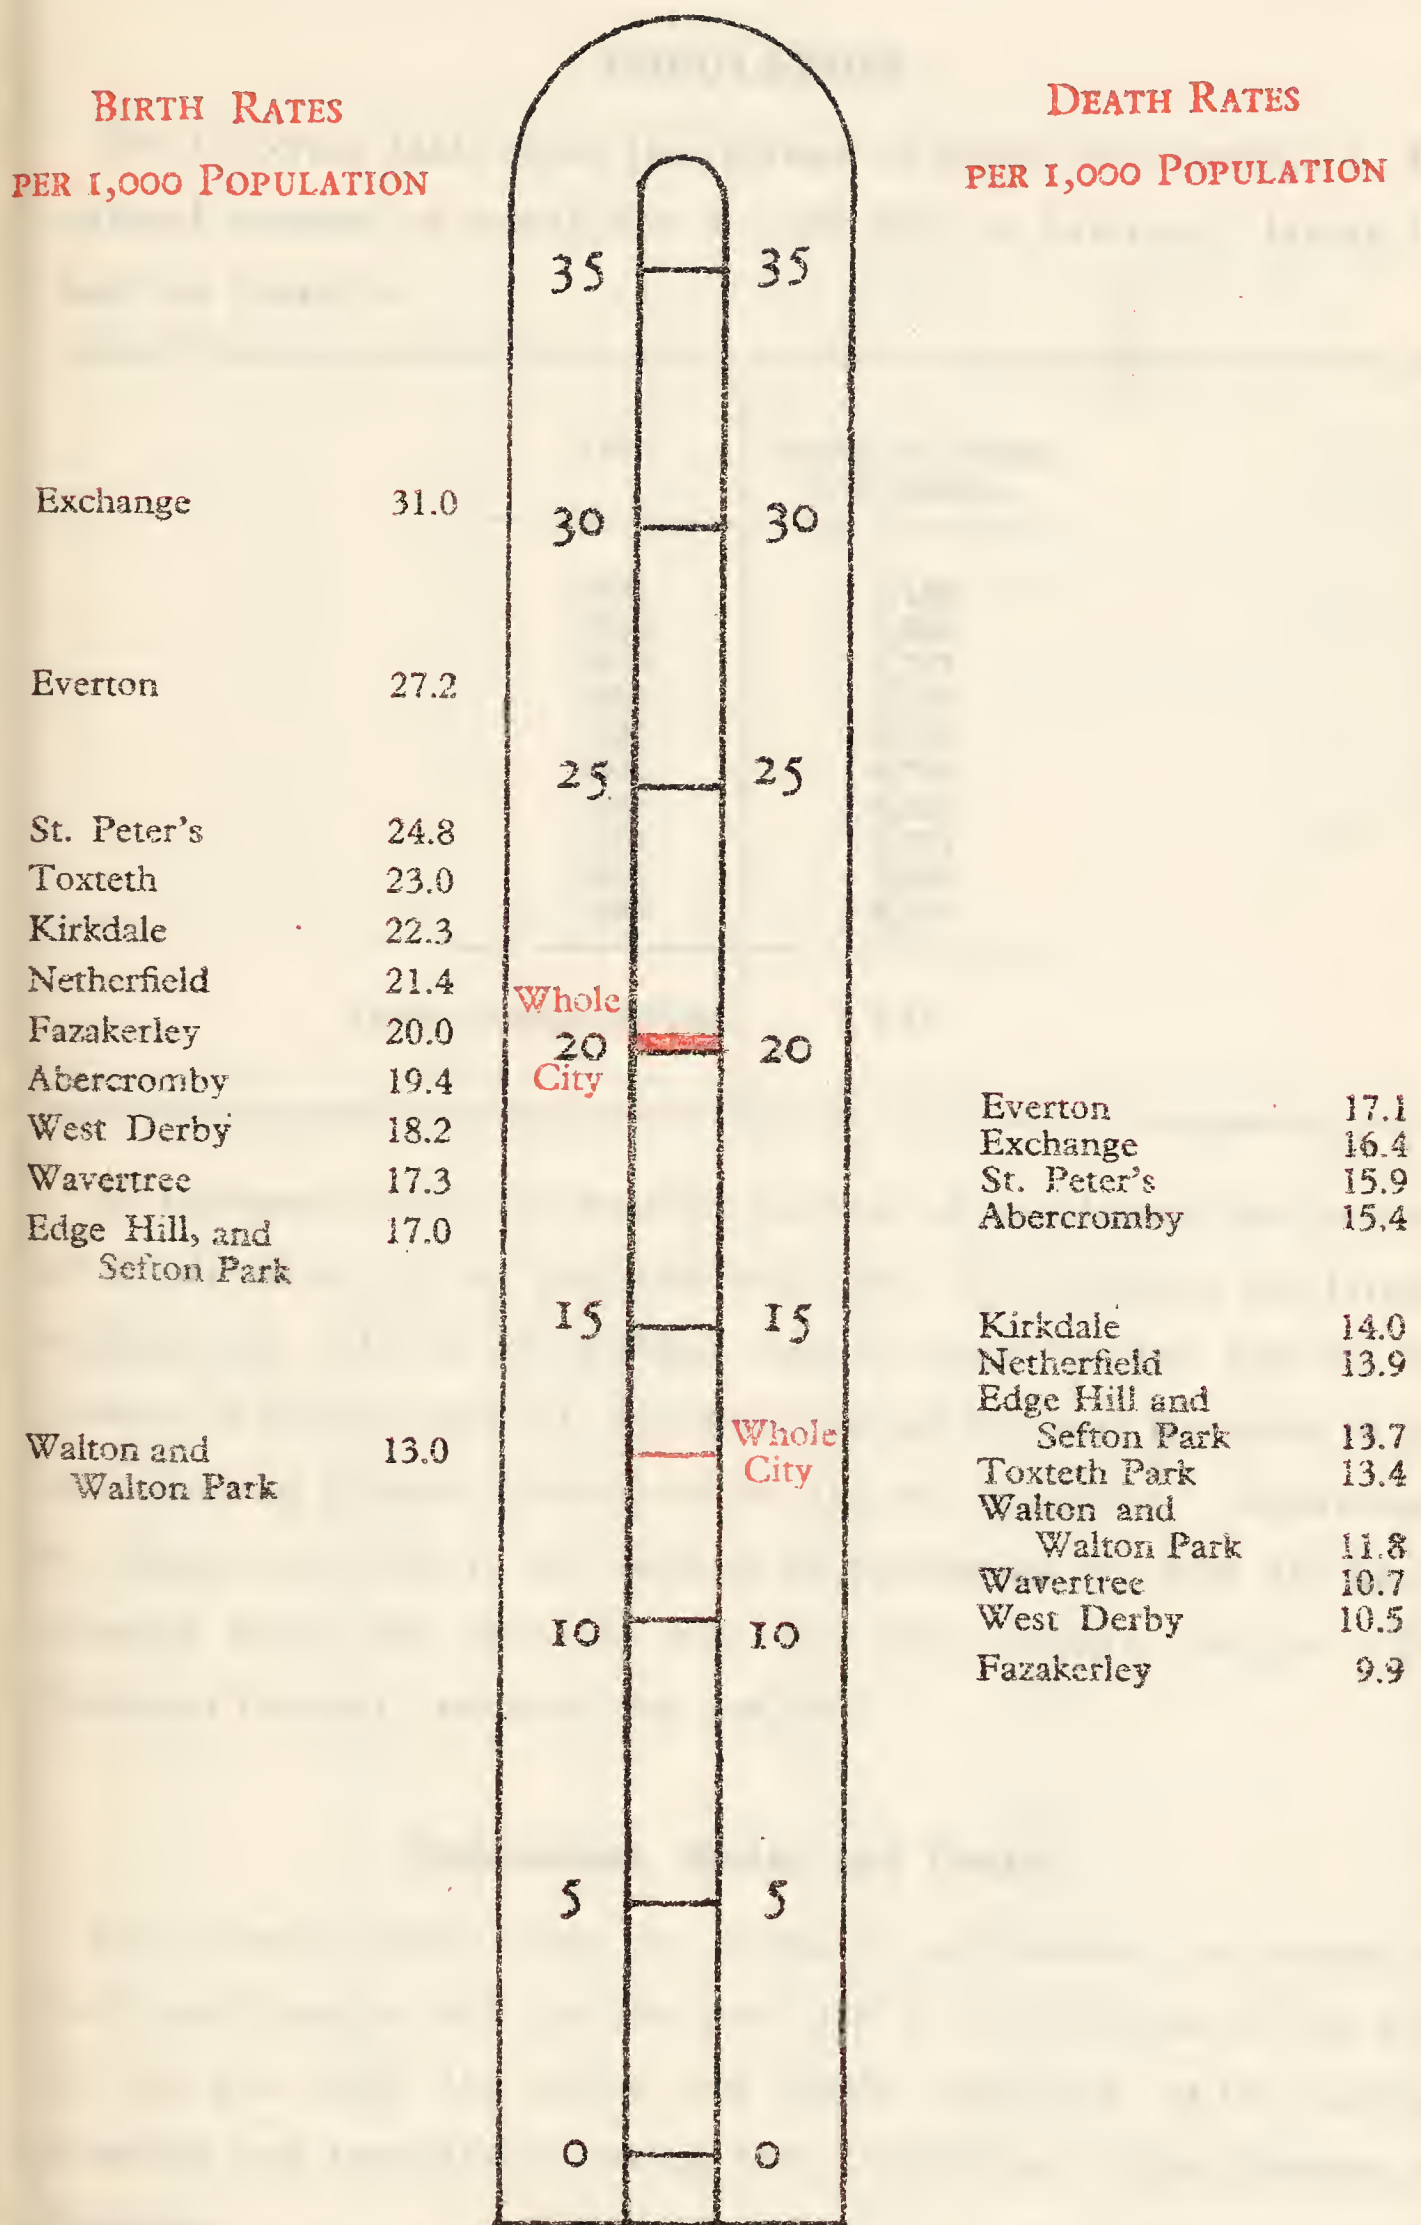 BIRTH RATES
PER 1,000 POPULATION
Exchange 31.0
Everton 27.2
St. Peter's 24.8
Toxteth 23.0
Kirkdale 22.3
Netherfield 21.4
Fazakerley 20.0
Abercromby 19.4
West Derby 18.2
Wavertree 17.3
Edge Hill, and 17.0
Sefton Park
Walton and 13.0
Walton Park
35 35
30 30
25 25
Whole
20 20
City
15 15
Whole
City
10 10
5 5
0 0
DEATH RATES
PER 1,000 POPULATION
Everton 17.1
Exchange 16.4
St. Peter's 15.9
Abercromby 15.4
Kirkdale 14.0
Netherfield 13.9
Edge Hill and
Sefton Park 13.7
Toxteth Park 13.4
Walton and
Walton Park 11.8
Wavertree 10.7
West Derby 10.5
Fazakerley 9.9